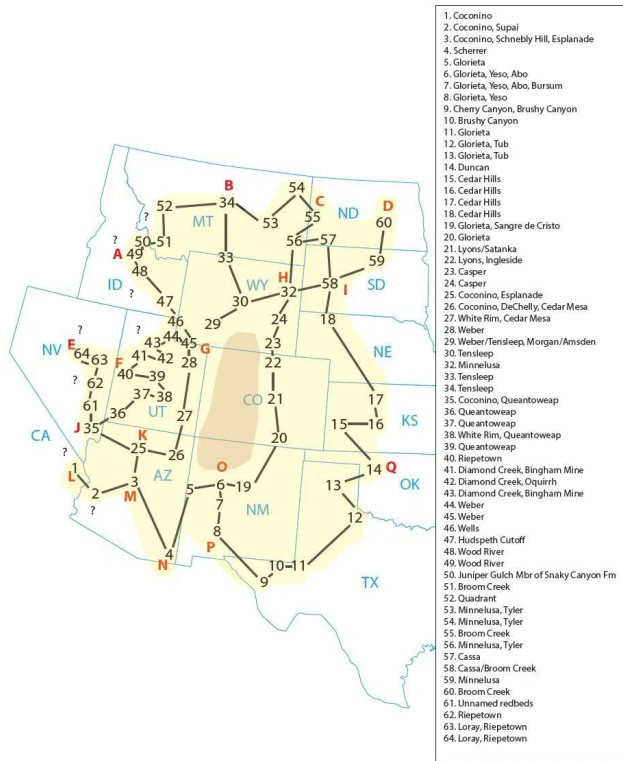 B
54
C
D
52
34
55
ND
60
MT
53
?
?
50
51
56
57
A
49
33
59
48
H
WY
32
58
I
SD
ID
?
47
30
24
18
46
29
?
?
44
45
23
E
43
G
NE
64
41
42
22
NV
63
F
28
40
39
?
62
37
38
CO
21
17
61
36
UT
27
15
16
KS
J
35
K
20
CA
25
26
Q
?
O
14
1
AZ
6
19
13
OK
L
3
5
2
M
7
NM
12
?
8
4
P
N
10
11
9
TX
1. Coconino
2. Coconino, Supai
3. Coconino, Schnebly Hill, Esplanade
4. Scherrer
5. Glorieta
6. Glorieta, Yeso, Abo
7. Glorieta, Yeso, Abo, Bursum
8. Glorieta, Yeso
9. Cherry Canyon, Brushy Canyon
10. Brushy Canyon
11. Glorieta
12. Glorieta, Tub
13. Glorieta, Tub
14. Duncan
15. Cedar Hills
16. Cedar Hills
17. Cedar Hills
18. Cedar Hills
19. Glorieta, Sangre de Cristo
20. Glorieta
21. Lyons/Satanka
22. Lyons, Ingleside
23. Casper
24. Casper
25. Coconino, Esplanade
26. Coconino, DeChelly, Cedar Mesa
27. White Rim, Cedar Mesa
28. Weber
29. Weber/Tensleep, Morgan/Amsden
30. Tensleep
32. Minnelusa
33. Tensleep
34. Tensleep
35. Coconino, Queantoweap
36. Queantoweap
37. Queantoweap
38. White Rim, Queantoweap
39. Queantoweap
40. Riepetown
41. Diamond Creek, Bingham Mine
42. Diamond Creek, Oquirrh
43. Diamond Creek, Bingham Mine
44. Weber
45. Weber
46. Wells
47. Hudspeth Cutoff
48. Wood River
49. Wood River
50. Juniper Gulch Mbr of Snaky Canyon Fm
51. Broom Creek
52. Quadrant
53. Minnelusa, Tyler
54. Minnelusa, Tyler
55. Broom Creek
56. Minnelusa, Tyler
57. Cassa
58. Cassa/Broom Creek
59. Minnelusa
60. Broom Creek
61. Unnamed redbeds
62. Riepetown
63. Loray, Riepetown
64. Loray, Riepetown